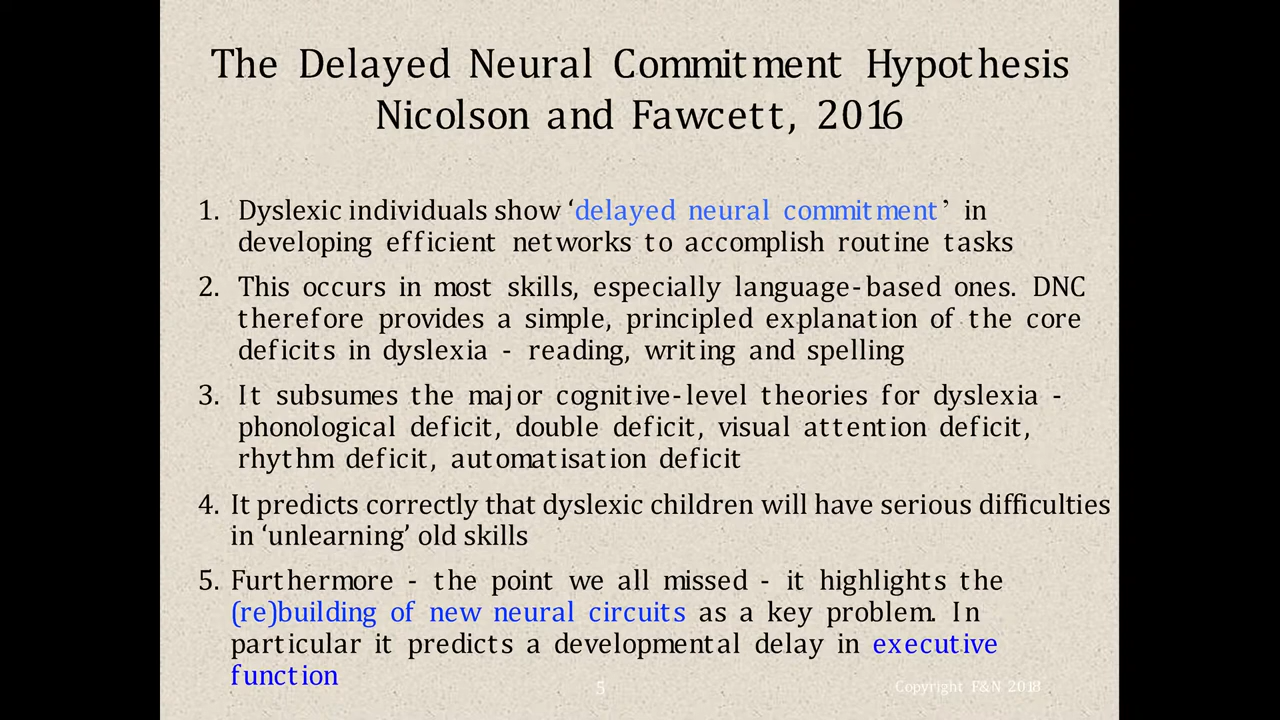 The Delayed Neural Commitment Hypothesis
Nicolson and Fawcett, 2016
1. Dyslexic individuals show ‘delayed neural commitment’ in
developing efficient networks to accomplish routine tasks
2. This occurs in most skills, especially language-based ones. DNC
therefore provides a simple, principled explanation of the core
deficits in dyslexia - reading, writing and spelling
3. It subsumes the major cognitive-level theories for dyslexia -
phonological deficit, double deficit, visual attention deficit,
rhythm deficit, automatisation deficit
4. It predicts correctly that dyslexic children will have serious difficulties
in ‘unlearning’ old skills
5. Furthermore - the point we all missed - it highlights the
(re)building of new neural circuits as a key problem. In
particular it predicts a developmental delay in executive
function
5
Copyright F&N 2018